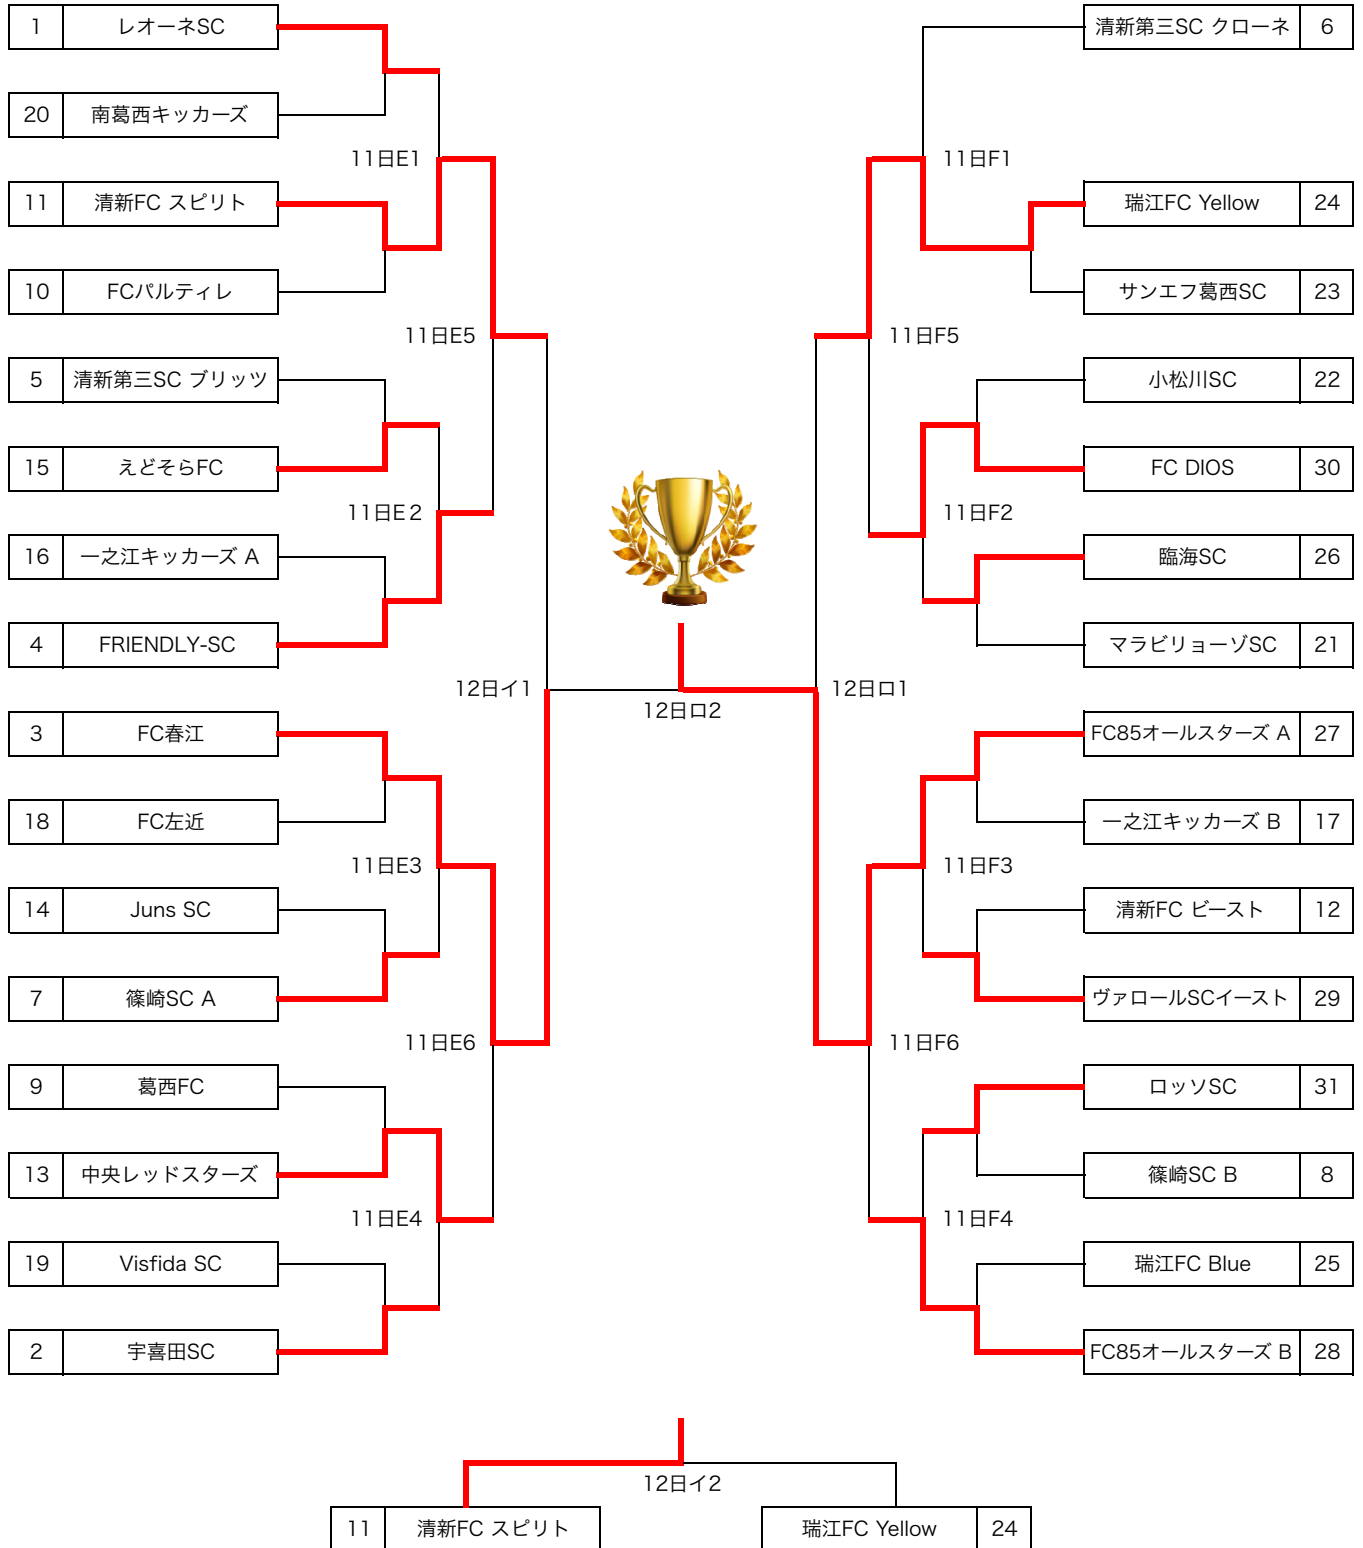 1 レオーネSC
20 南葛西キッカーズ
11日E1
11 清新FC スピリト
10 FCパルティレ
11日E5
5 清新第三SC ブリッツ
15 えどそらFC
11日E２
16 一之江キッカーズ A
4 FRIENDLY-SC
12日イ1
3 FC春江
18 FC左近
11日E3
14 Juns SC
7 篠崎SC A
11日E6
9 葛西FC
13 中央レッドスターズ
11日E4
19 Visfida SC
2 宇喜田SC
12日ロ2
清新第三SC クローネ 6
11日F1
瑞江FC Yellow 24
サンエフ葛西SC 23
11日F5
小松川SC 22
FC DIOS 30
11日F2
臨海SC 26
マラビリョーゾSC 21
12日ロ1
FC85オールスターズ A 27
一之江キッカーズ B 17
11日F3
清新FC ビースト 12
ヴァロールSCイースト 29
11日F6
ロッソSC 31
篠崎SC B 8
11日F4
瑞江FC Blue 25
FC85オールスターズ B 28
12日イ2
11 清新FC スピリト
瑞江FC Yellow 24